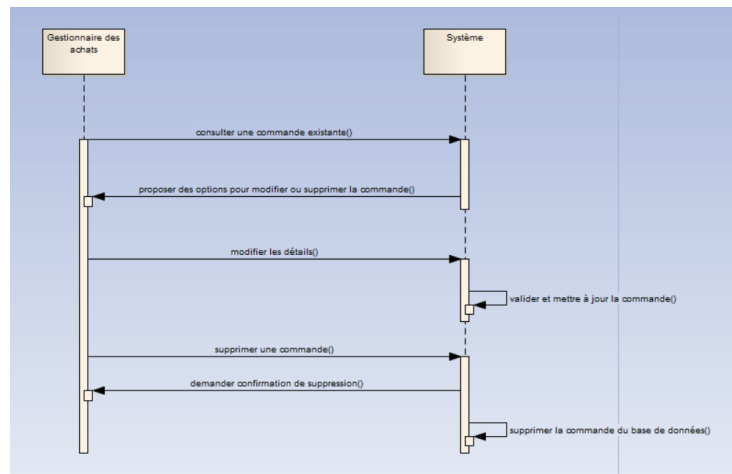 Gestionnaire des
achats
Système
consulter une commande existante()
proposer des options pour modifier ou supprimer la commande()
modifier les détails()
valider et mettre à jour la commande()
supprimer une commande()
demander confirmation de suppression()
supprimer la commande du base de données()